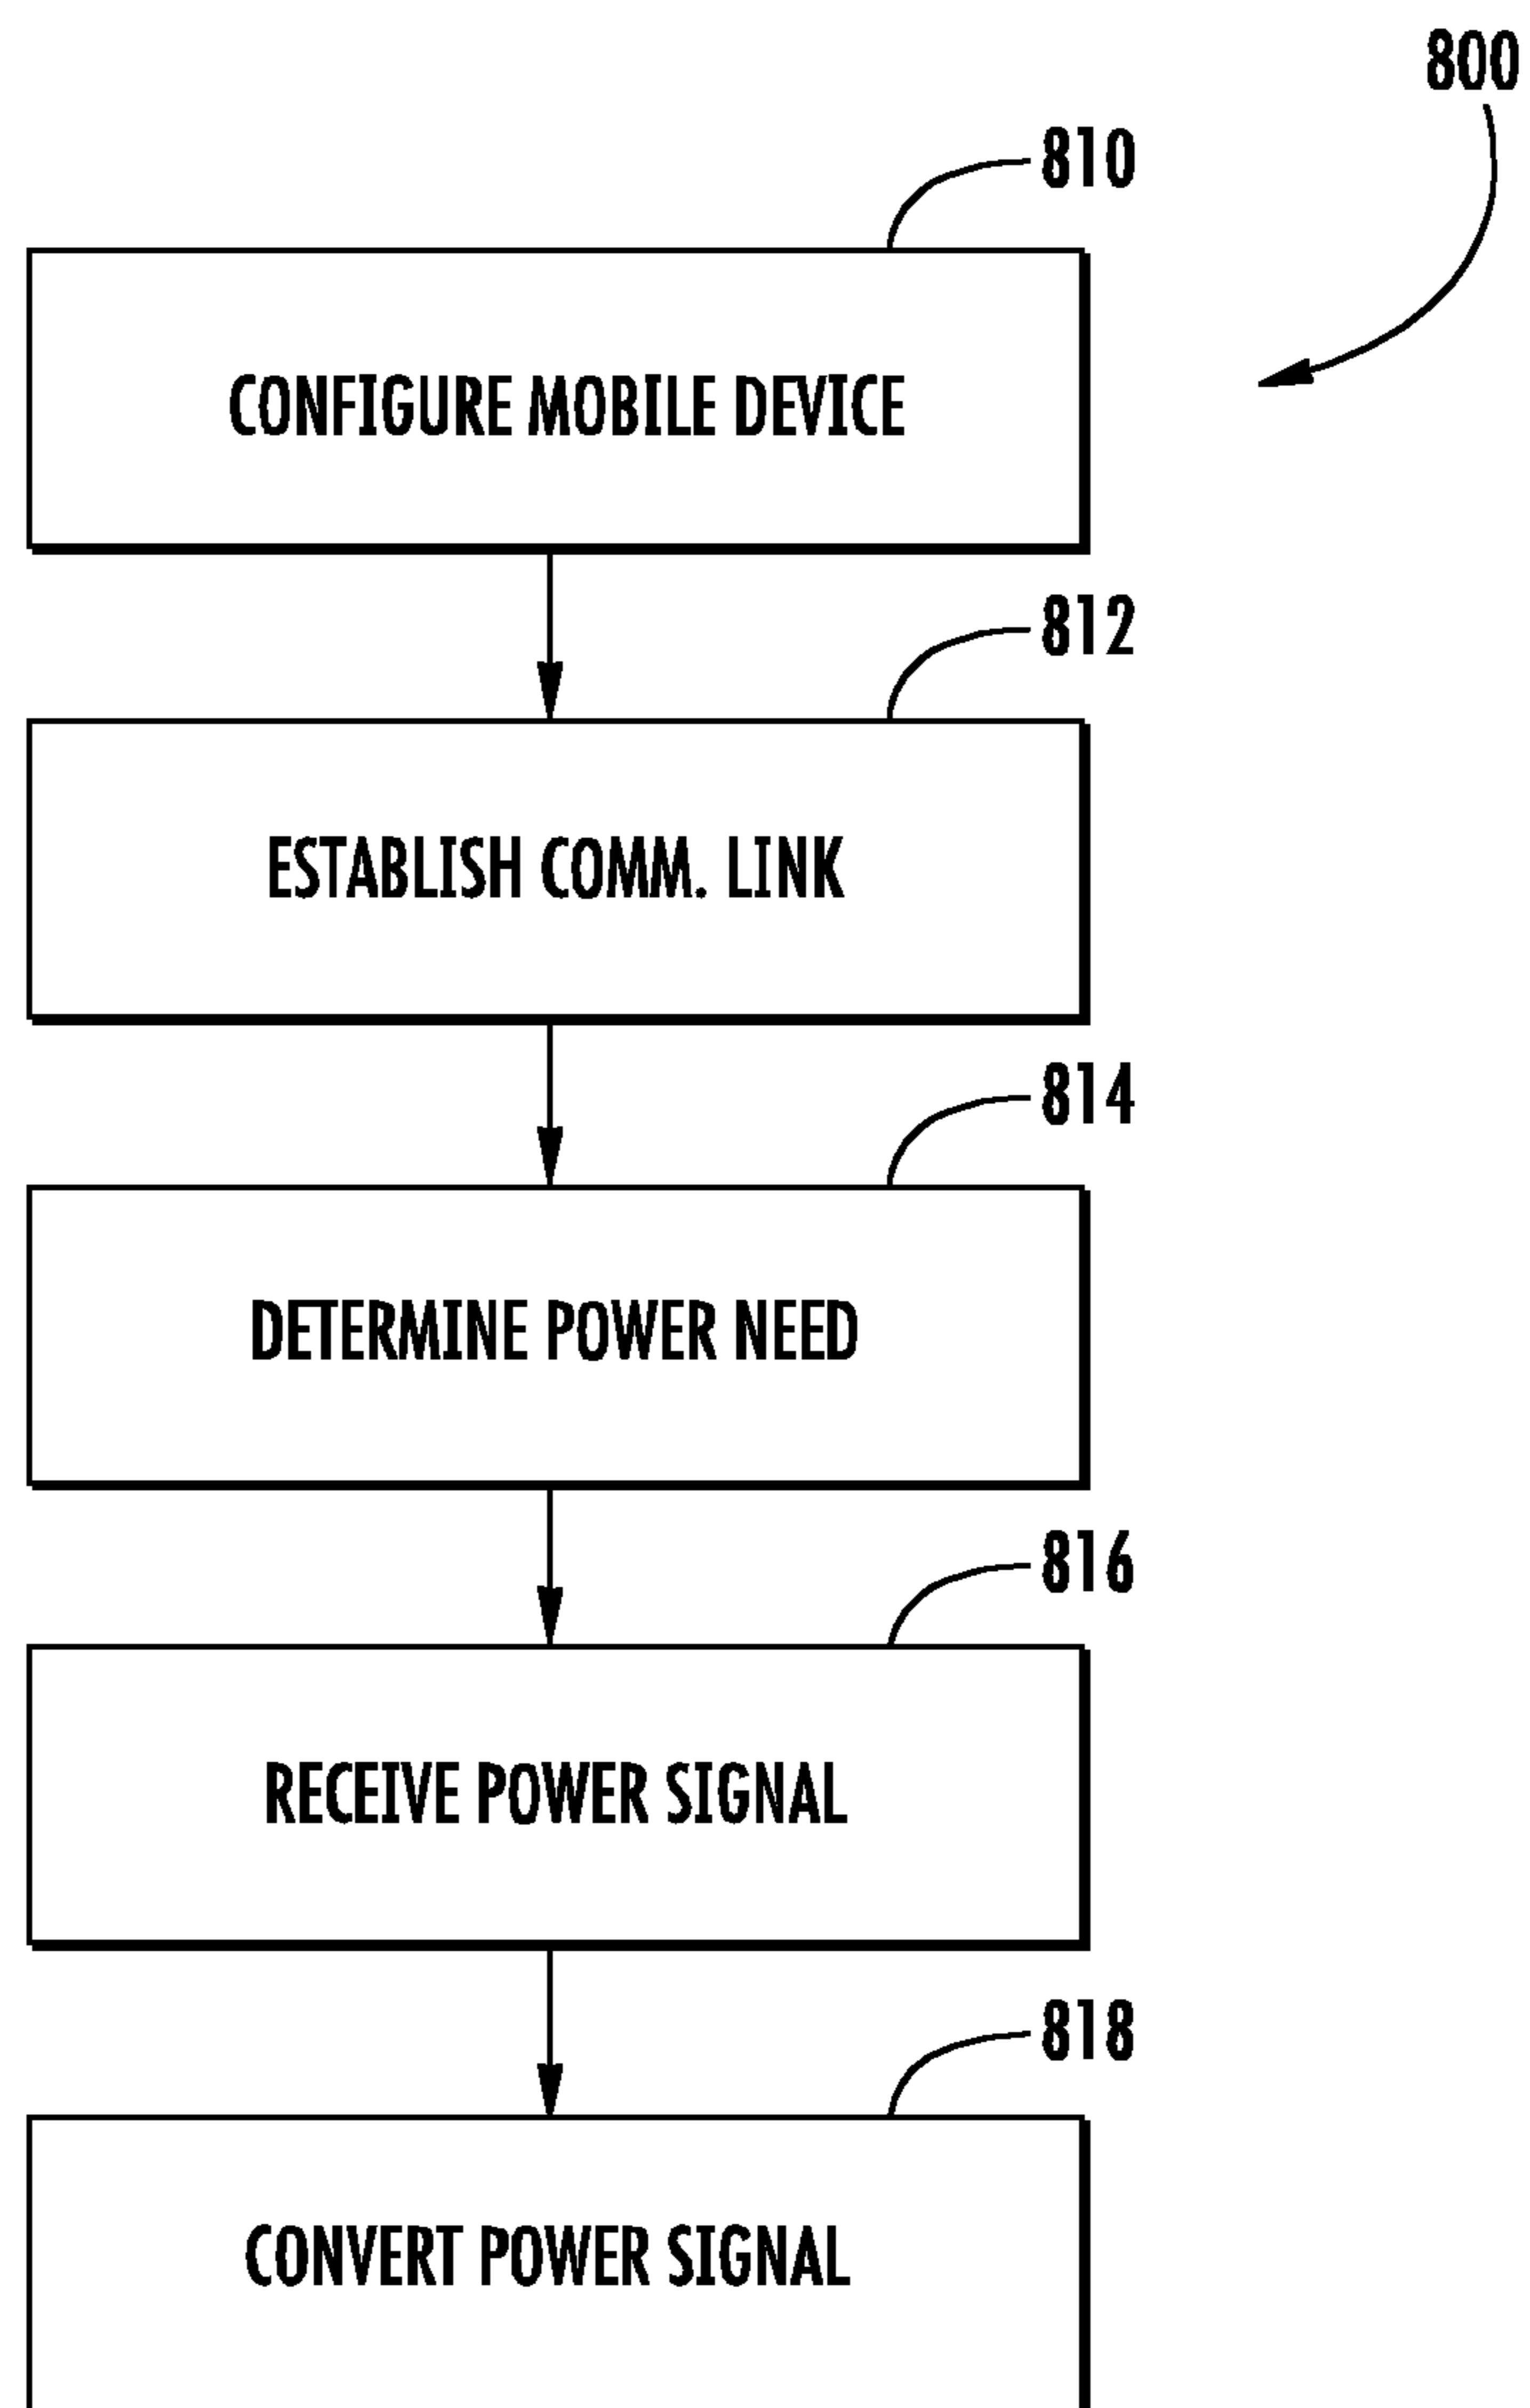 800
810
CONFIGURE MOBILE DEVICE
812
ESTABLISH COMM. LINK
814
DETERMINE POWER NEED
816
RECEIVE POWER SIGNAL
818
CONVERT POWER SIGNAL